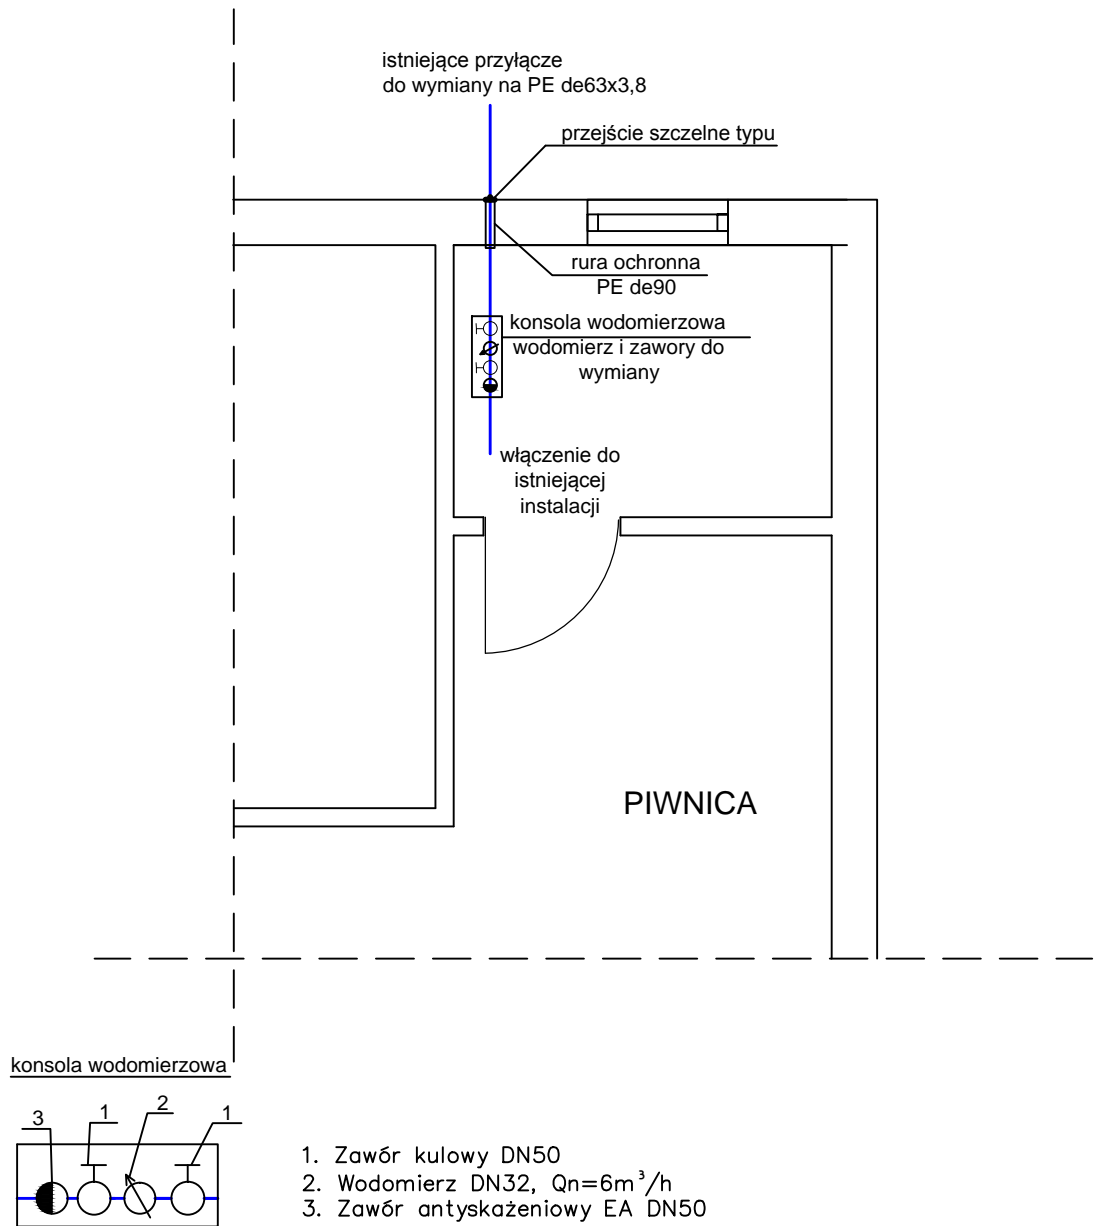 istniejące przyłącze
do wymiany na PE de63x3,8
przejście szczelne typu
rura ochronna
PE de90
konsola wodomierzowa
wodomierz i zawory do
wymiany
włączenie do
istniejącej
instalacji
PIWNICA
konsola wodomierzowa
3 1 2 1
1. Zawór kulowy DN50
2. Wodomierz DN32, Qn=6m³/h
3. Zawór antyskażeniowy EA DN50